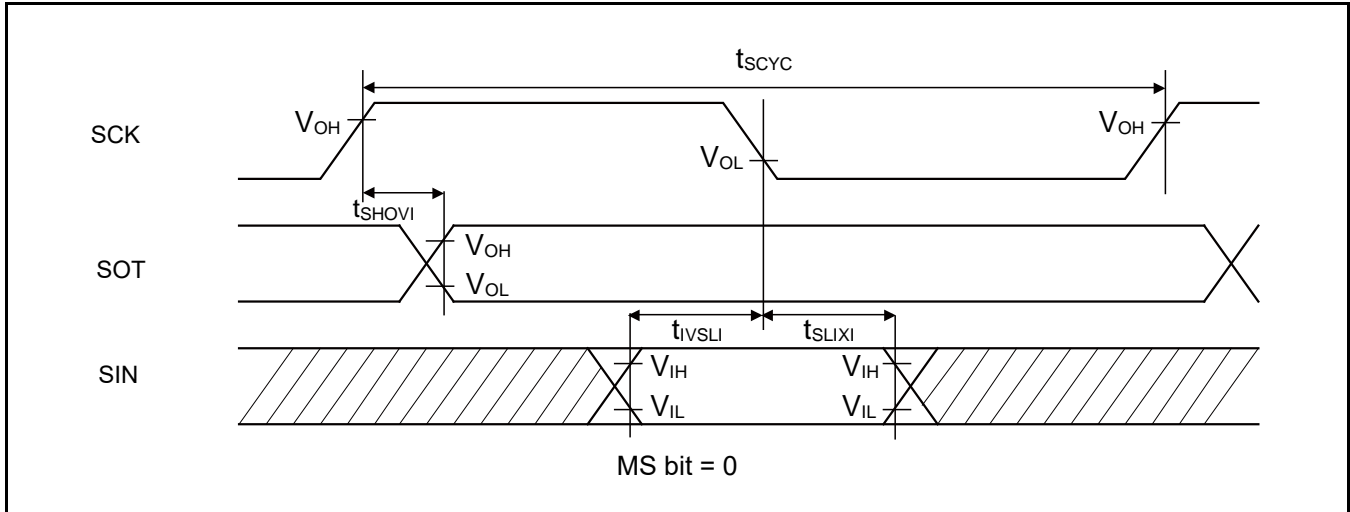 tSCYC
VOH
VOH
SCK
VOL
tSHOVI
VOH
SOT
VOL
tIVSLI tSLIXI
VIH VIH
SIN
VIL VIL
MS bit = 0